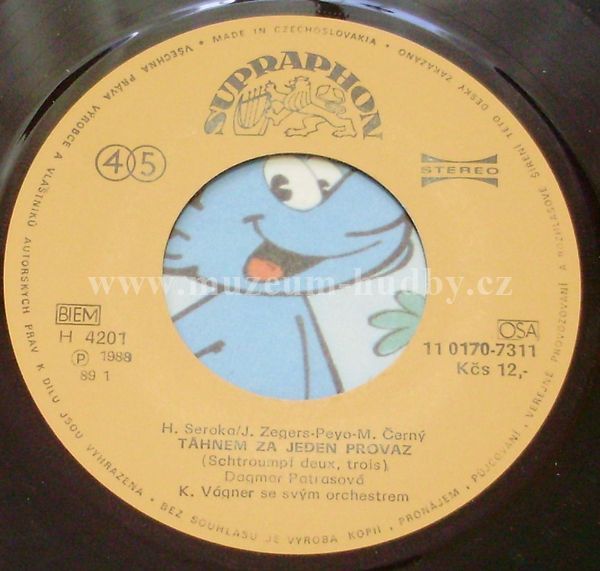 • MADE IN CZECHOSLOVAKIA •
VŠECHNA PRÁVA VÝROBCE A VLASTNÍKŮ AUTORSKÝCH PRÁV K DÍLU JSOU VYHRAZENA • BEZ SOUHLASU JE VÝROBA KOPIÍ, PRONÁJEM, PŮJČOVÁNÍ, VEŘEJNÉ PROVOZOVÁNÍ A ROZHLASOVÉ ŠÍŘENÍ TÉTO DESKY ZAKÁZÁNO
SUPRAPHON
45
STEREO
www.muzeum-hudby.cz
BIEM
H 4201
Ⓟ 1988
89 1
OSA
11 0170-7311
Kčs 12,-
H. Seroka/J. Zegers-Peyo-M. Černý
TÁHNEM ZA JEDEN PROVAZ
(Schtroumpf deux, trois)
Dagmar Patrasová
K. Vágner se svým orchestrem